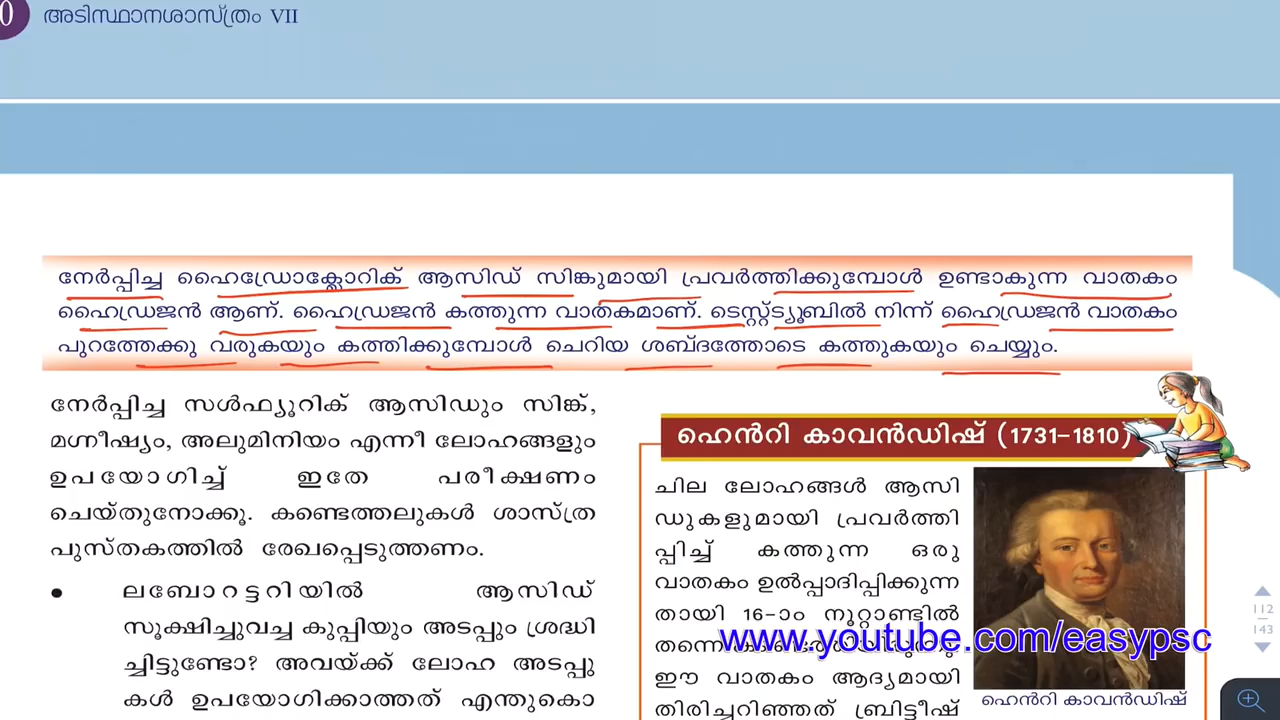 0
അടിസ്ഥാനശാസ്ത്രം VII
നേർപ്പിച്ച ഹൈഡ്രോക്ലോറിക് ആസിഡ് സിങ്കുമായി പ്രവർത്തിക്കുമ്പോൾ ഉണ്ടാകുന്ന വാതകം
ഹൈഡ്രജൻ ആണ്. ഹൈഡ്രജൻ കത്തുന്ന വാതകമാണ്. ടെസ്റ്റ്ട്യൂബിൽ നിന്ന് ഹൈഡ്രജൻ വാതകം
പുറത്തേക്കു വരുകയും കത്തിക്കുമ്പോൾ ചെറിയ ശബ്ദത്തോടെ കത്തുകയും ചെയ്യും.
നേർപ്പിച്ച സൾഫ്യൂറിക് ആസിഡും സിങ്ക്,
മഗ്നീഷ്യം, അലുമിനിയം എന്നീ ലോഹങ്ങളും
ഉപയോഗിച്ച് ഇതേ പരീക്ഷണം
ചെയ്തുനോക്കൂ. കണ്ടെത്തലുകൾ ശാസ്ത്ര
പുസ്തകത്തിൽ രേഖപ്പെടുത്തണം.
• ലബോറട്ടറിയിൽ ആസിഡ്
സൂക്ഷിച്ചുവച്ച കുപ്പിയും അടപ്പും ശ്രദ്ധി
ച്ചിട്ടുണ്ടോ? അവയ്ക്ക് ലോഹ അടപ്പു
കൾ ഉപയോഗിക്കാത്തത് എന്തുകൊ
ഹെൻറി കാവൻഡിഷ് (1731-1810)
ചില ലോഹങ്ങൾ ആസി
ഡുകളുമായി പ്രവർത്തി
പ്പിച്ച് കത്തുന്ന ഒരു
വാതകം ഉൽപ്പാദിപ്പിക്കുന്ന
തായി 16-ാം നൂറ്റാണ്ടിൽ
തന്നെ
ഈ വാതകം ആദ്യമായി
തിരിച്ചറിഞ്ഞത് ബ്രിട്ടീഷ്
ഹെൻറി കാവൻഡിഷ്
www.youtube.com/easypsc
112
143